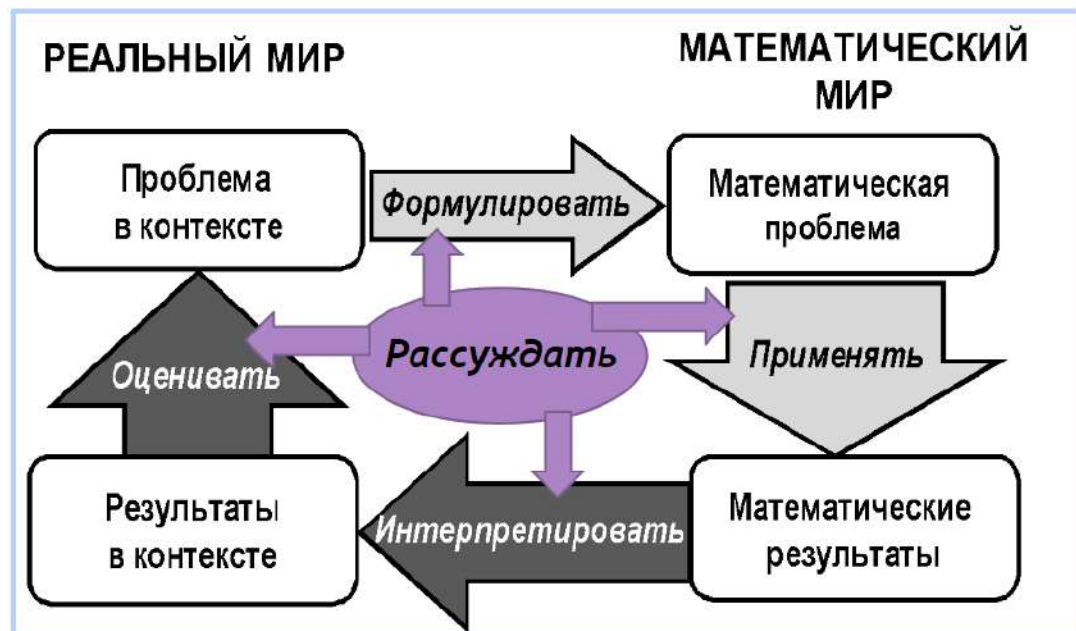 РЕАЛЬНЫЙ МИР
МАТЕМАТИЧЕСКИЙ
МИР
Проблема
в контексте
Формулировать
Математическая
проблема
Рассуждать
Оценивать
Применять
Результаты
в контексте
Интерпретировать
Математические
результаты